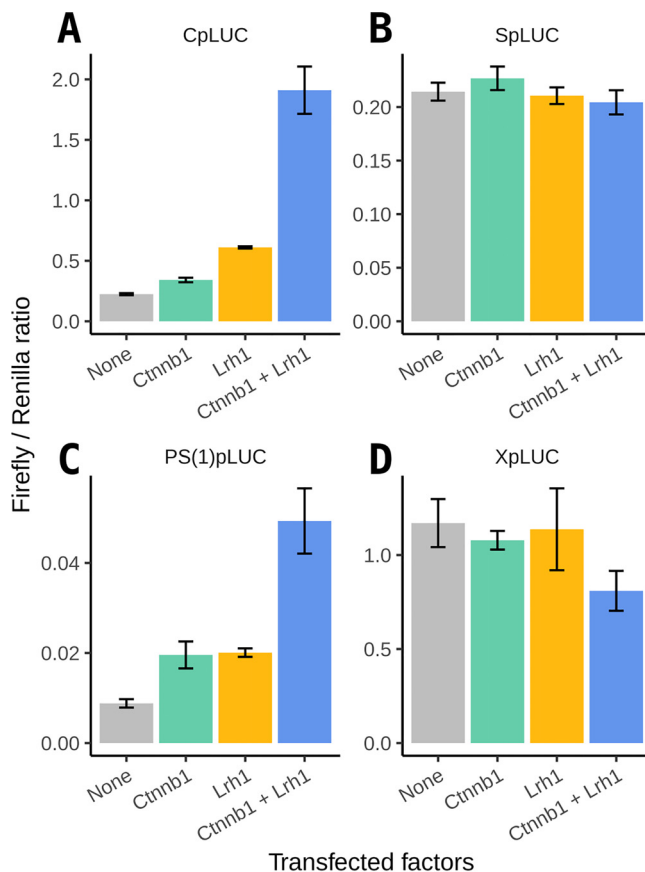 A
CpLUC
2.0
1.5
1.0
0.5
0.0
None
Ctnnb1
Lrh1
Ctnnb1 + Lrh1
B
SpLUC
0.20
0.15
0.10
0.05
0.00
None
Ctnnb1
Lrh1
Ctnnb1 + Lrh1
Firefly / Renilla ratio
C
PS(1)pLUC
0.04
0.02
0.00
None
Ctnnb1
Lrh1
Ctnnb1 + Lrh1
D
XpLUC
1.0
0.5
0.0
None
Ctnnb1
Lrh1
Ctnnb1 + Lrh1
Transfected factors